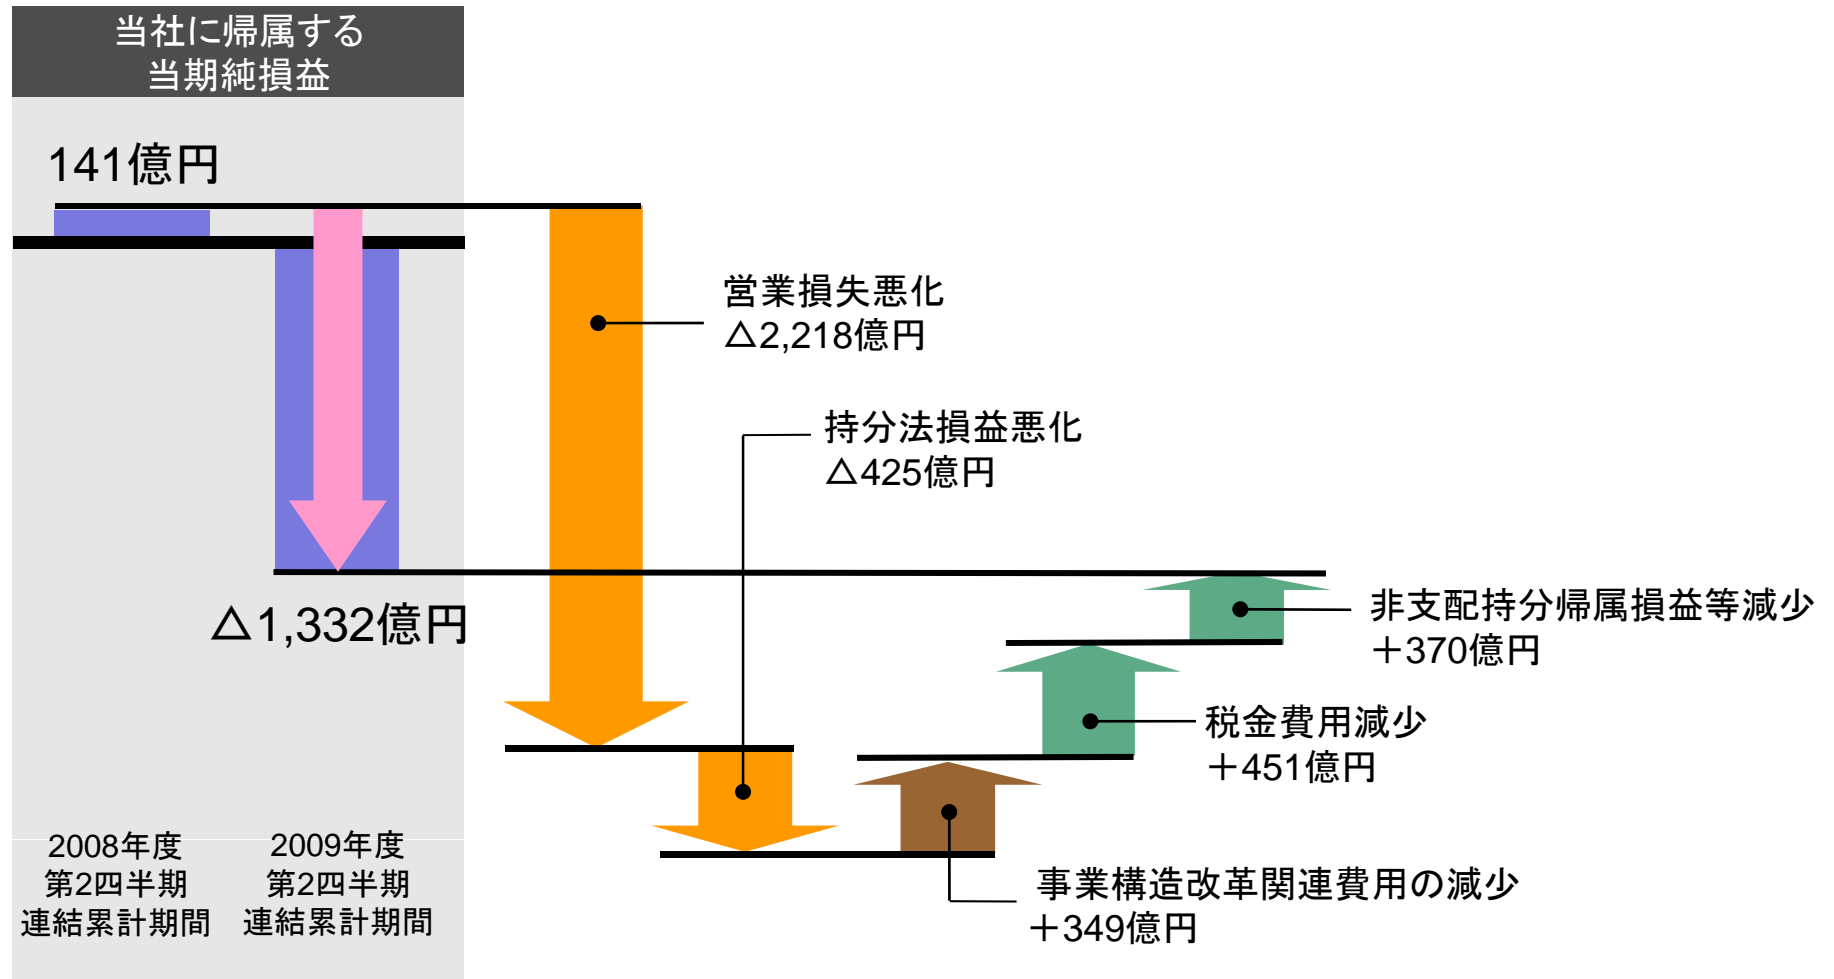 当社に帰属する
当期純損益
141億円
営業損失悪化
△2,218億円
持分法損益悪化
△425億円
△1,332億円
非支配持分帰属損益等減少
＋370億円
税金費用減少
＋451億円
事業構造改革関連費用の減少
＋349億円
2008年度
第2四半期
連結累計期間
2009年度
第2四半期
連結累計期間